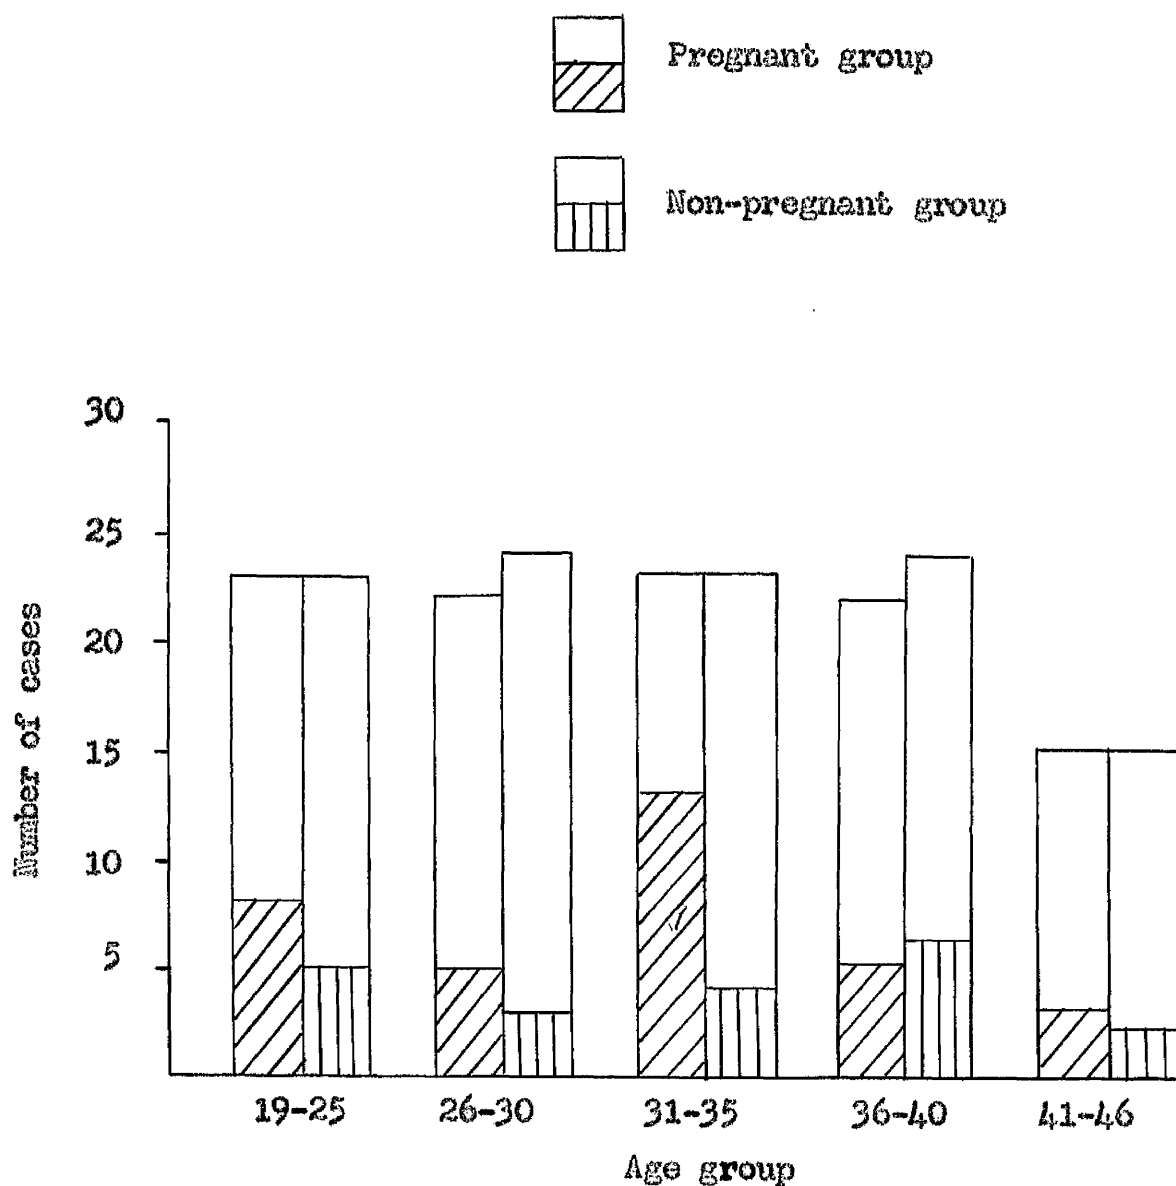 Pregnant group
Non-pregnant group
30
25
20
15
10
5
Number of cases
19-25
26-30
31-35
36-40
41-46
Age group